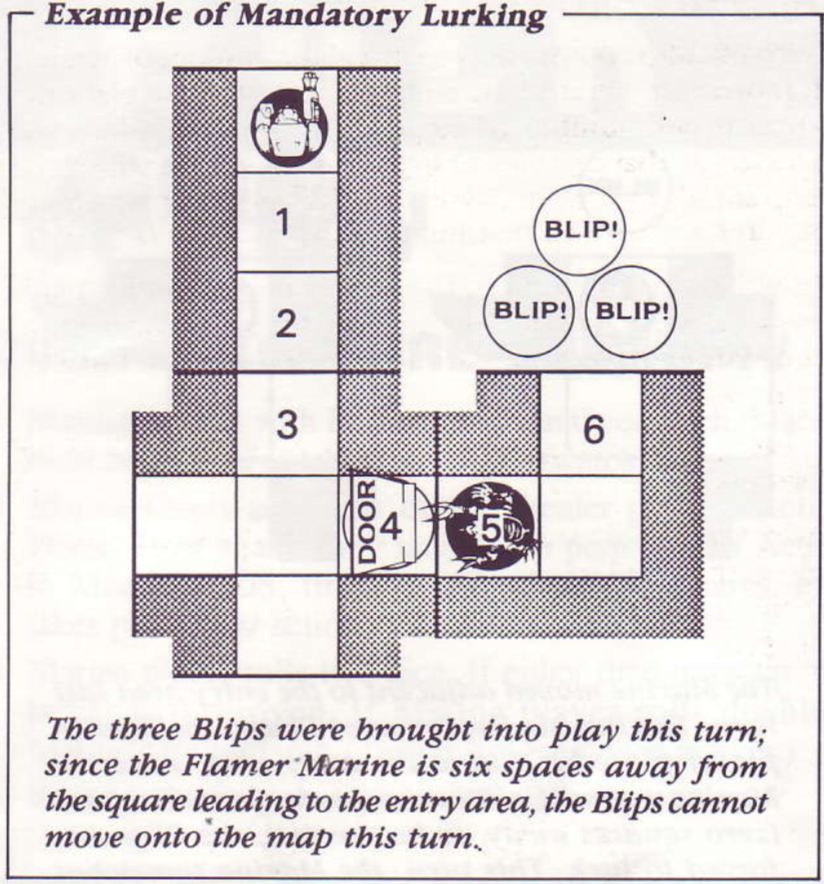 Example of Mandatory Lurking
1
2
3
BLIP!
BLIP! BLIP!
6
DOOR 4 5
The three Blips were brought into play this turn;
since the Flamer Marine is six spaces away from
the square leading to the entry area, the Blips cannot
move onto the map this turn.